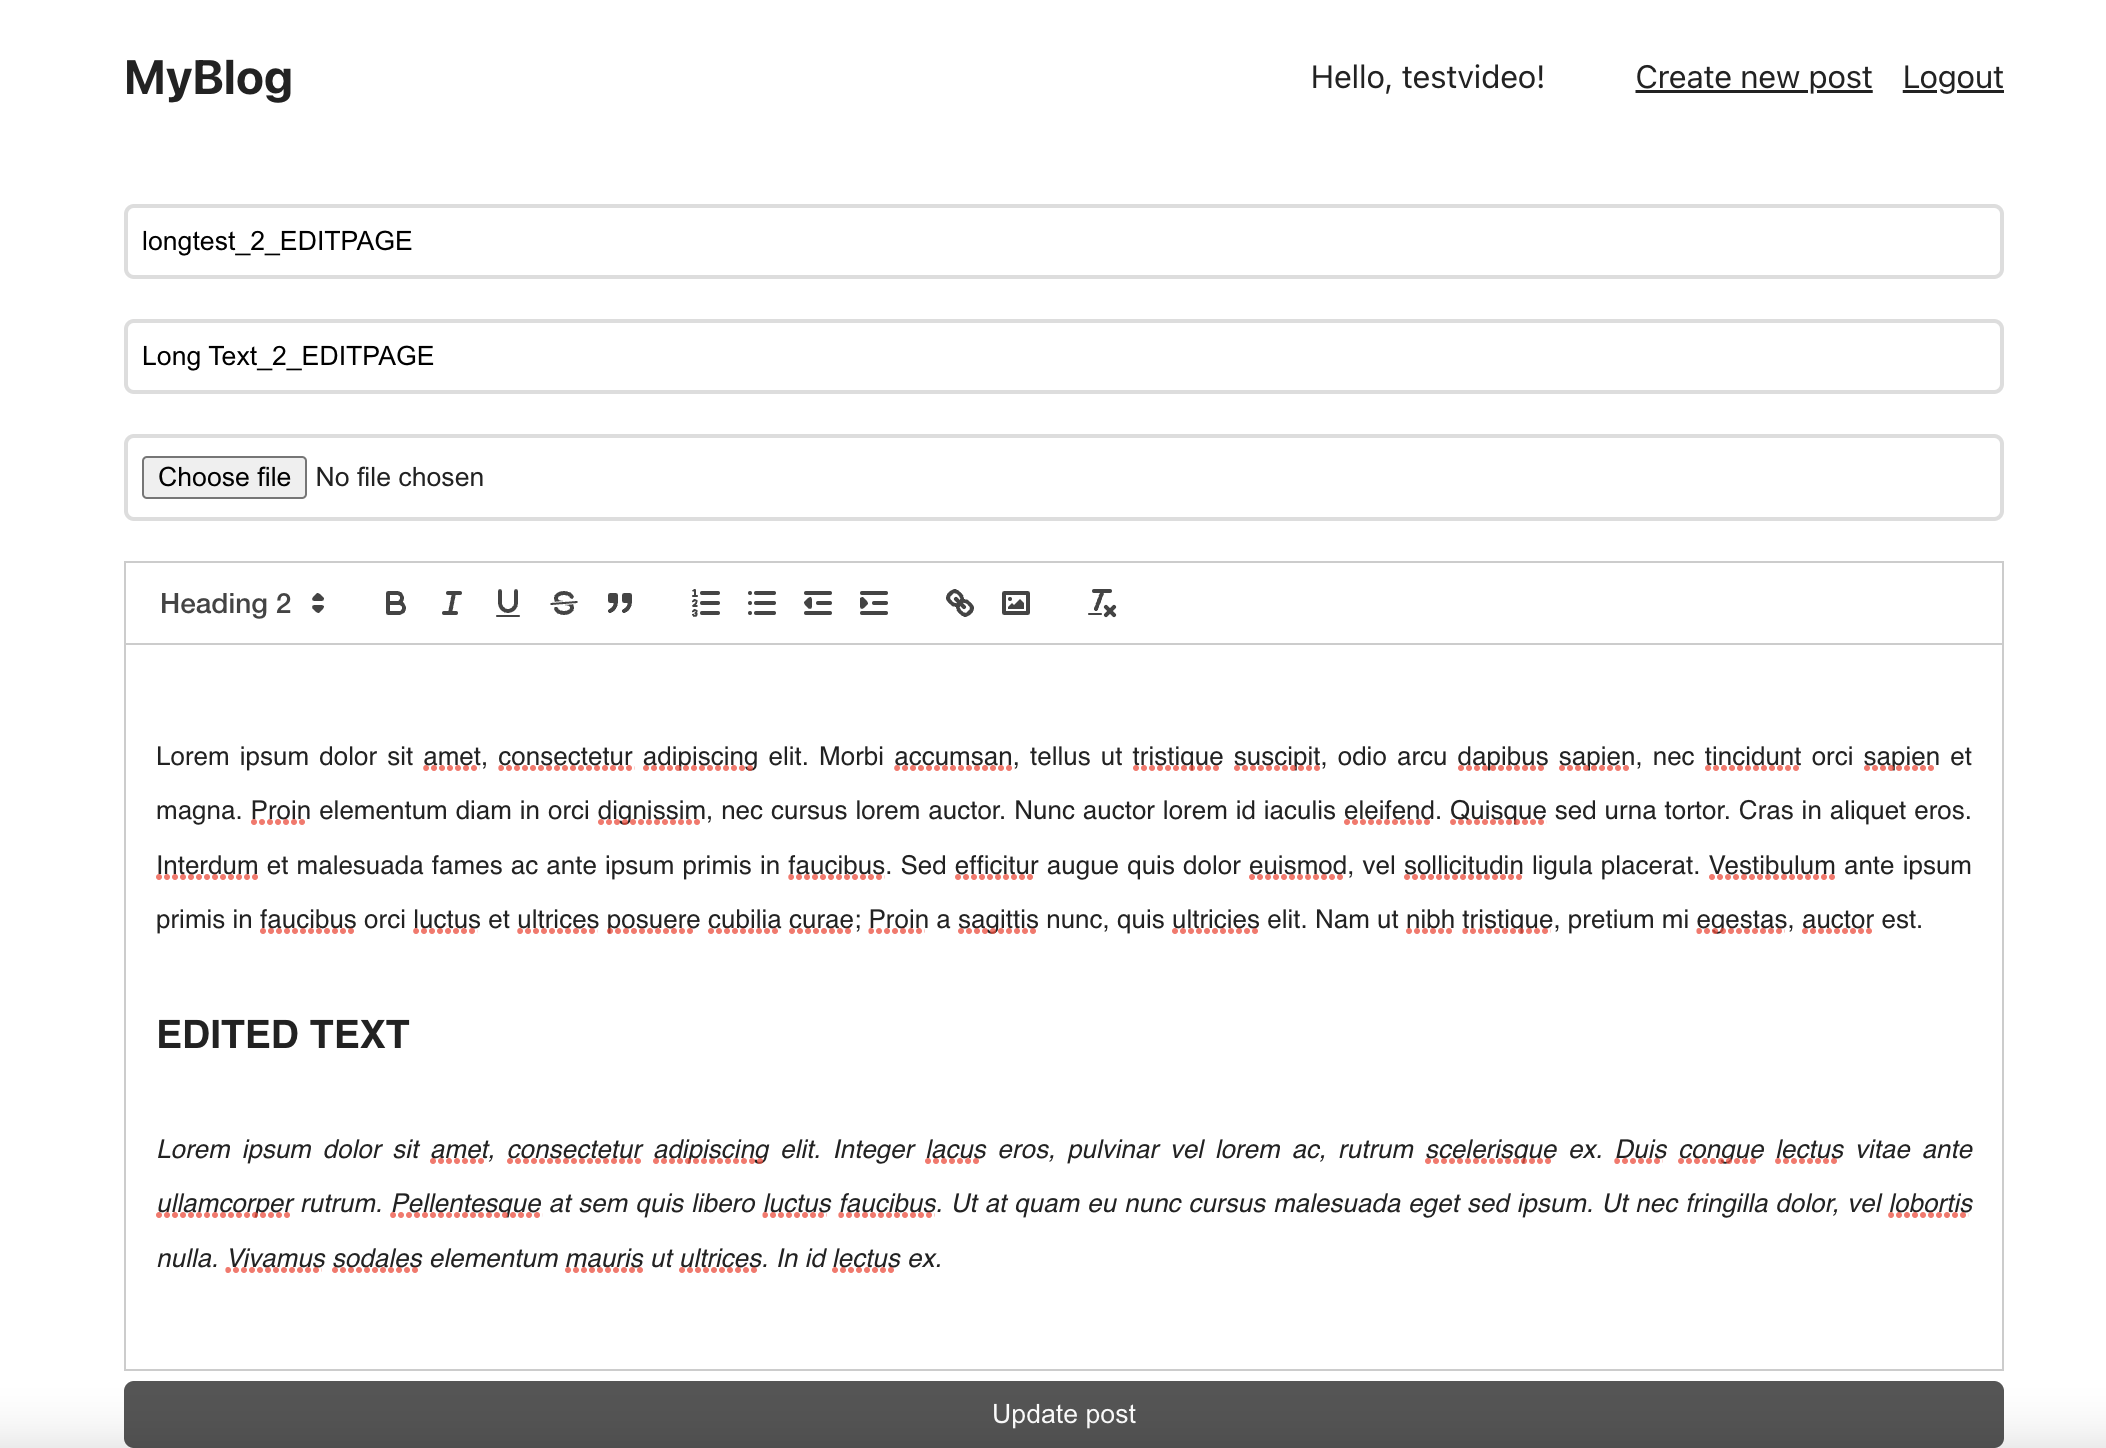 MyBlog
Hello, testvideo! Create new post Logout
longtest_2_EDITPAGE
Long Text_2_EDITPAGE
Choose file No file chosen
Heading 2
Lorem ipsum dolor sit amet, consectetur adipiscing elit. Morbi accumsan, tellus ut tristique suscipit, odio arcu dapibus sapien, nec tincidunt orci sapien et
magna. Proin elementum diam in orci dignissim, nec cursus lorem auctor. Nunc auctor lorem id iaculis eleifend. Quisque sed urna tortor. Cras in aliquet eros.
Interdum et malesuada fames ac ante ipsum primis in faucibus. Sed efficitur augue quis dolor euismod, vel sollicitudin ligula placerat. Vestibulum ante ipsum
primis in faucibus orci luctus et ultrices posuere cubilia curae; Proin a sagittis nunc, quis ultricies elit. Nam ut nibh tristique, pretium mi egestas, auctor est.
EDITED TEXT
Lorem ipsum dolor sit amet, consectetur adipiscing elit. Integer lacus eros, pulvinar vel lorem ac, rutrum scelerisque ex. Duis congue lectus vitae ante
ullamcorper rutrum. Pellentesque at sem quis libero luctus faucibus. Ut at quam eu nunc cursus malesuada eget sed ipsum. Ut nec fringilla dolor, vel lobortis
nulla. Vivamus sodales elementum mauris ut ultrices. In id lectus ex.
Update post